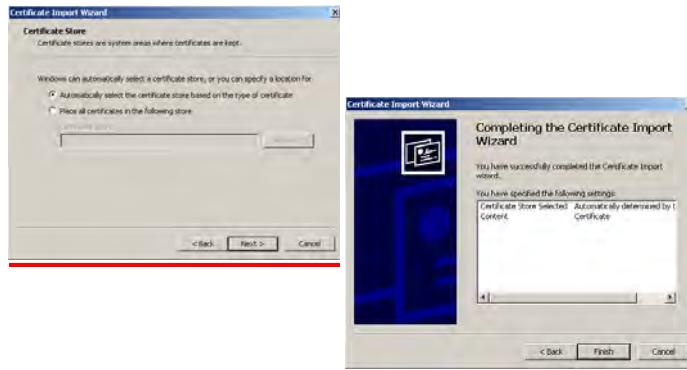 Certificate Import Wizard
Certificate Store
Certificate stores are system areas where certificates are kept.
Windows can automatically select a certificate store, or you can specify a location for
Automatically select the certificate store based on the type of certificate
Place all certificates in the following store
Certificate store:
< Back
Next >
Cancel
Certificate Import Wizard
Completing the Certificate Import
Wizard
You have successfully completed the Certificate Import
wizard.
You have specified the following settings:
Certificate Store Selected Automatically determined by t
Content Certificate
< Back
Finish
Cancel